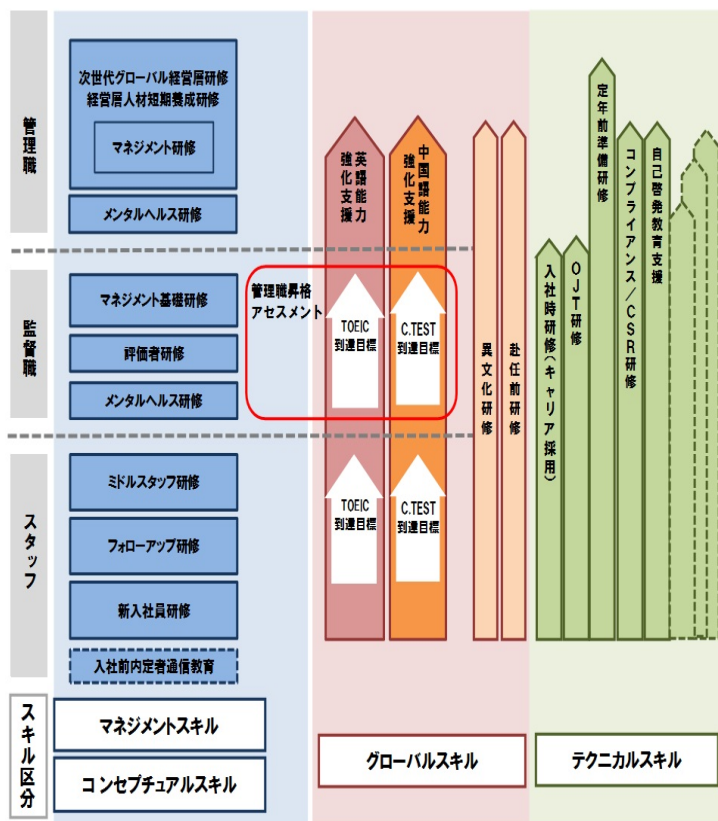 管理職
次世代グローバル経営層研修
経営層人材短期養成研修
マネジメント研修
メンタルヘルス研修
監督職
マネジメント基礎研修
評価者研修
メンタルヘルス研修
管理職昇格
アセスメント
スタッフ
ミドルスタッフ研修
フォローアップ研修
新入社員研修
入社前内定者通信教育
英語能力
強化支援
TOEIC
到達目標
TOEIC
到達目標
中国語能力
強化支援
C.TEST
到達目標
C.TEST
到達目標
異文化研修
赴任前研修
入社時研修(キャリア採用)
OJT研修
定年前準備研修
コンプライアンス/CSR研修
自己啓発教育支援
スキル区分
マネジメントスキル
コンセプチュアルスキル
グローバルスキル
テクニカルスキル